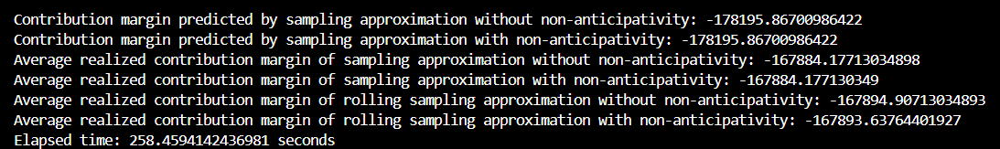 Contribution margin predicted by sampling approximation without non-anticipativity: -178195.86700986422
Contribution margin predicted by sampling approximation with non-anticipativity: -178195.86700986422
Average realized contribution margin of sampling approximation without non-anticipativity: -167884.17713034898
Average realized contribution margin of sampling approximation with non-anticipativity: -167884.177130349
Average realized contribution margin of rolling sampling approximation without non-anticipativity: -167894.90713034893
Average realized contribution margin of rolling sampling approximation with non-anticipativity: -167893.63764401927
Elapsed time: 258.4594142436981 seconds